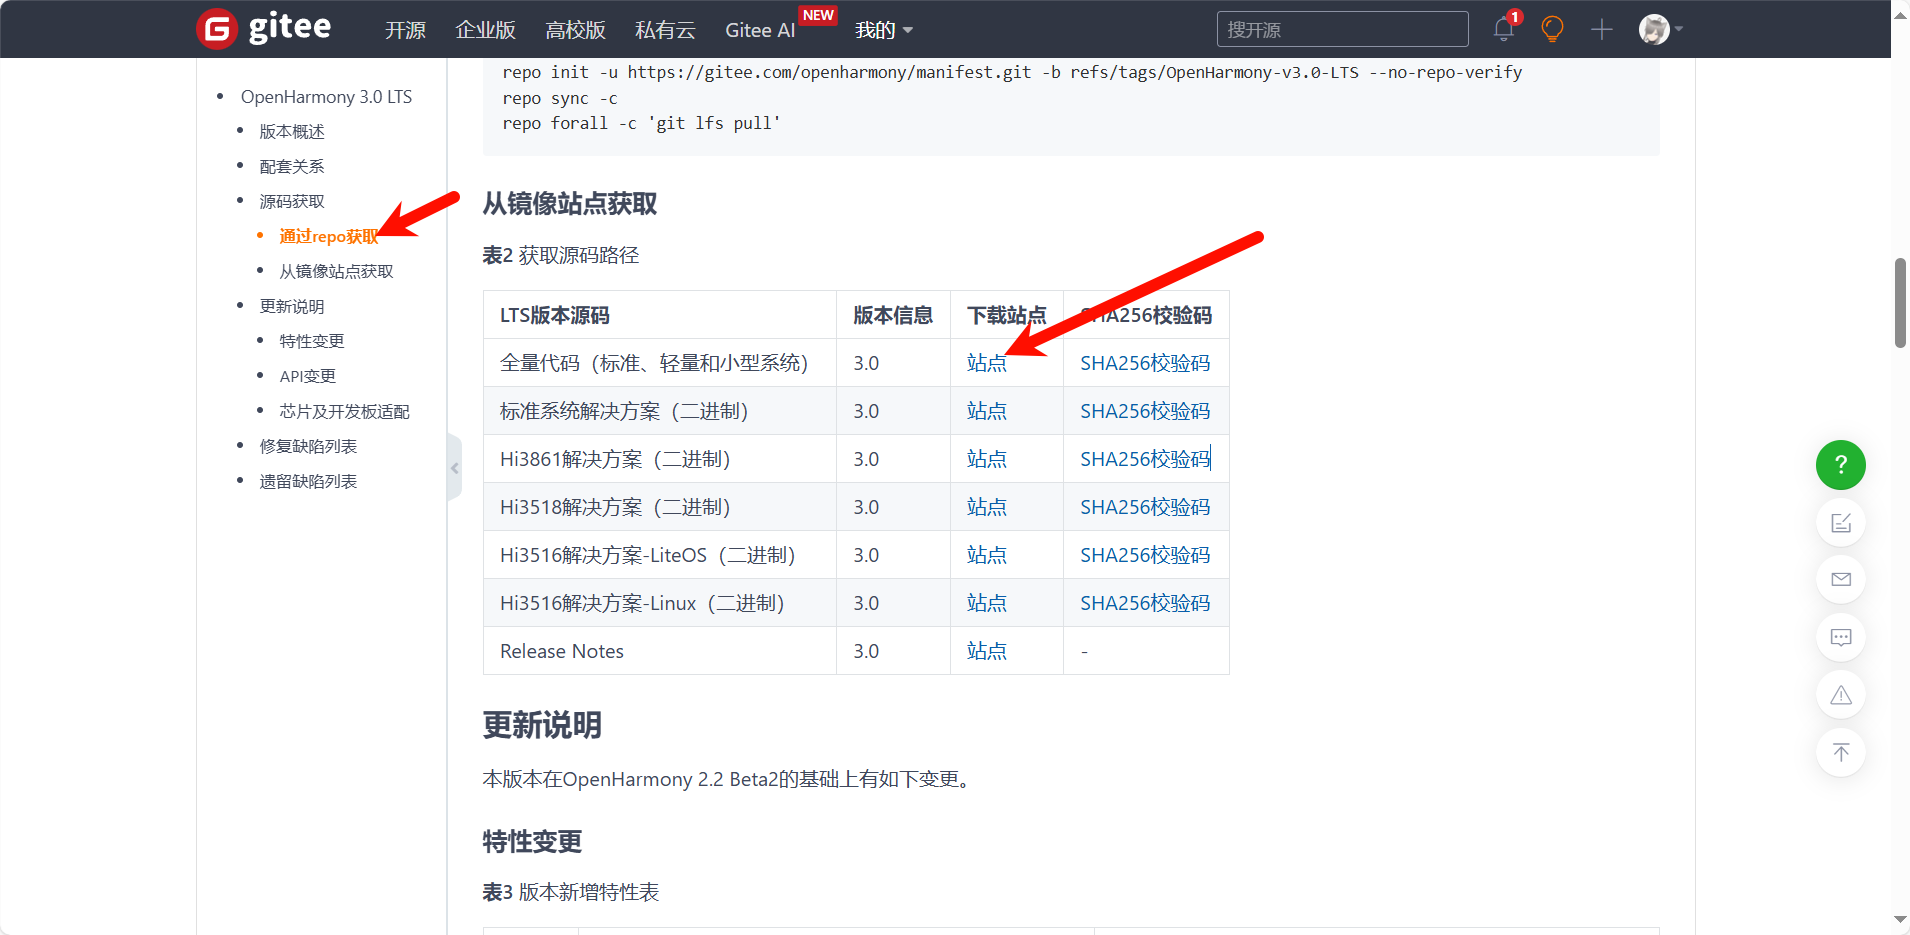 gitee
开源
企业版
高校版
私有云
Gitee AI
NEW
我的
搜开源
1
OpenHarmony 3.0 LTS
版本概述
配套关系
源码获取
通过repo获取
从镜像站点获取
更新说明
特性变更
API变更
芯片及开发板适配
修复缺陷列表
遗留缺陷列表
repo init -u https://gitee.com/openharmony/manifest.git -b refs/tags/OpenHarmony-v3.0-LTS --no-repo-verify
repo sync -c
repo forall -c 'git lfs pull'
从镜像站点获取
表2 获取源码路径
LTS版本源码 版本信息 下载站点 SHA256校验码
全量代码（标准、轻量和小型系统） 3.0 站点 SHA256校验码
标准系统解决方案（二进制） 3.0 站点 SHA256校验码
Hi3861解决方案（二进制） 3.0 站点 SHA256校验码
Hi3518解决方案（二进制） 3.0 站点 SHA256校验码
Hi3516解决方案-LiteOS（二进制） 3.0 站点 SHA256校验码
Hi3516解决方案-Linux（二进制） 3.0 站点 SHA256校验码
Release Notes 3.0 站点 -
更新说明
本版本在OpenHarmony 2.2 Beta2的基础上有如下变更。
特性变更
表3 版本新增特性表
?